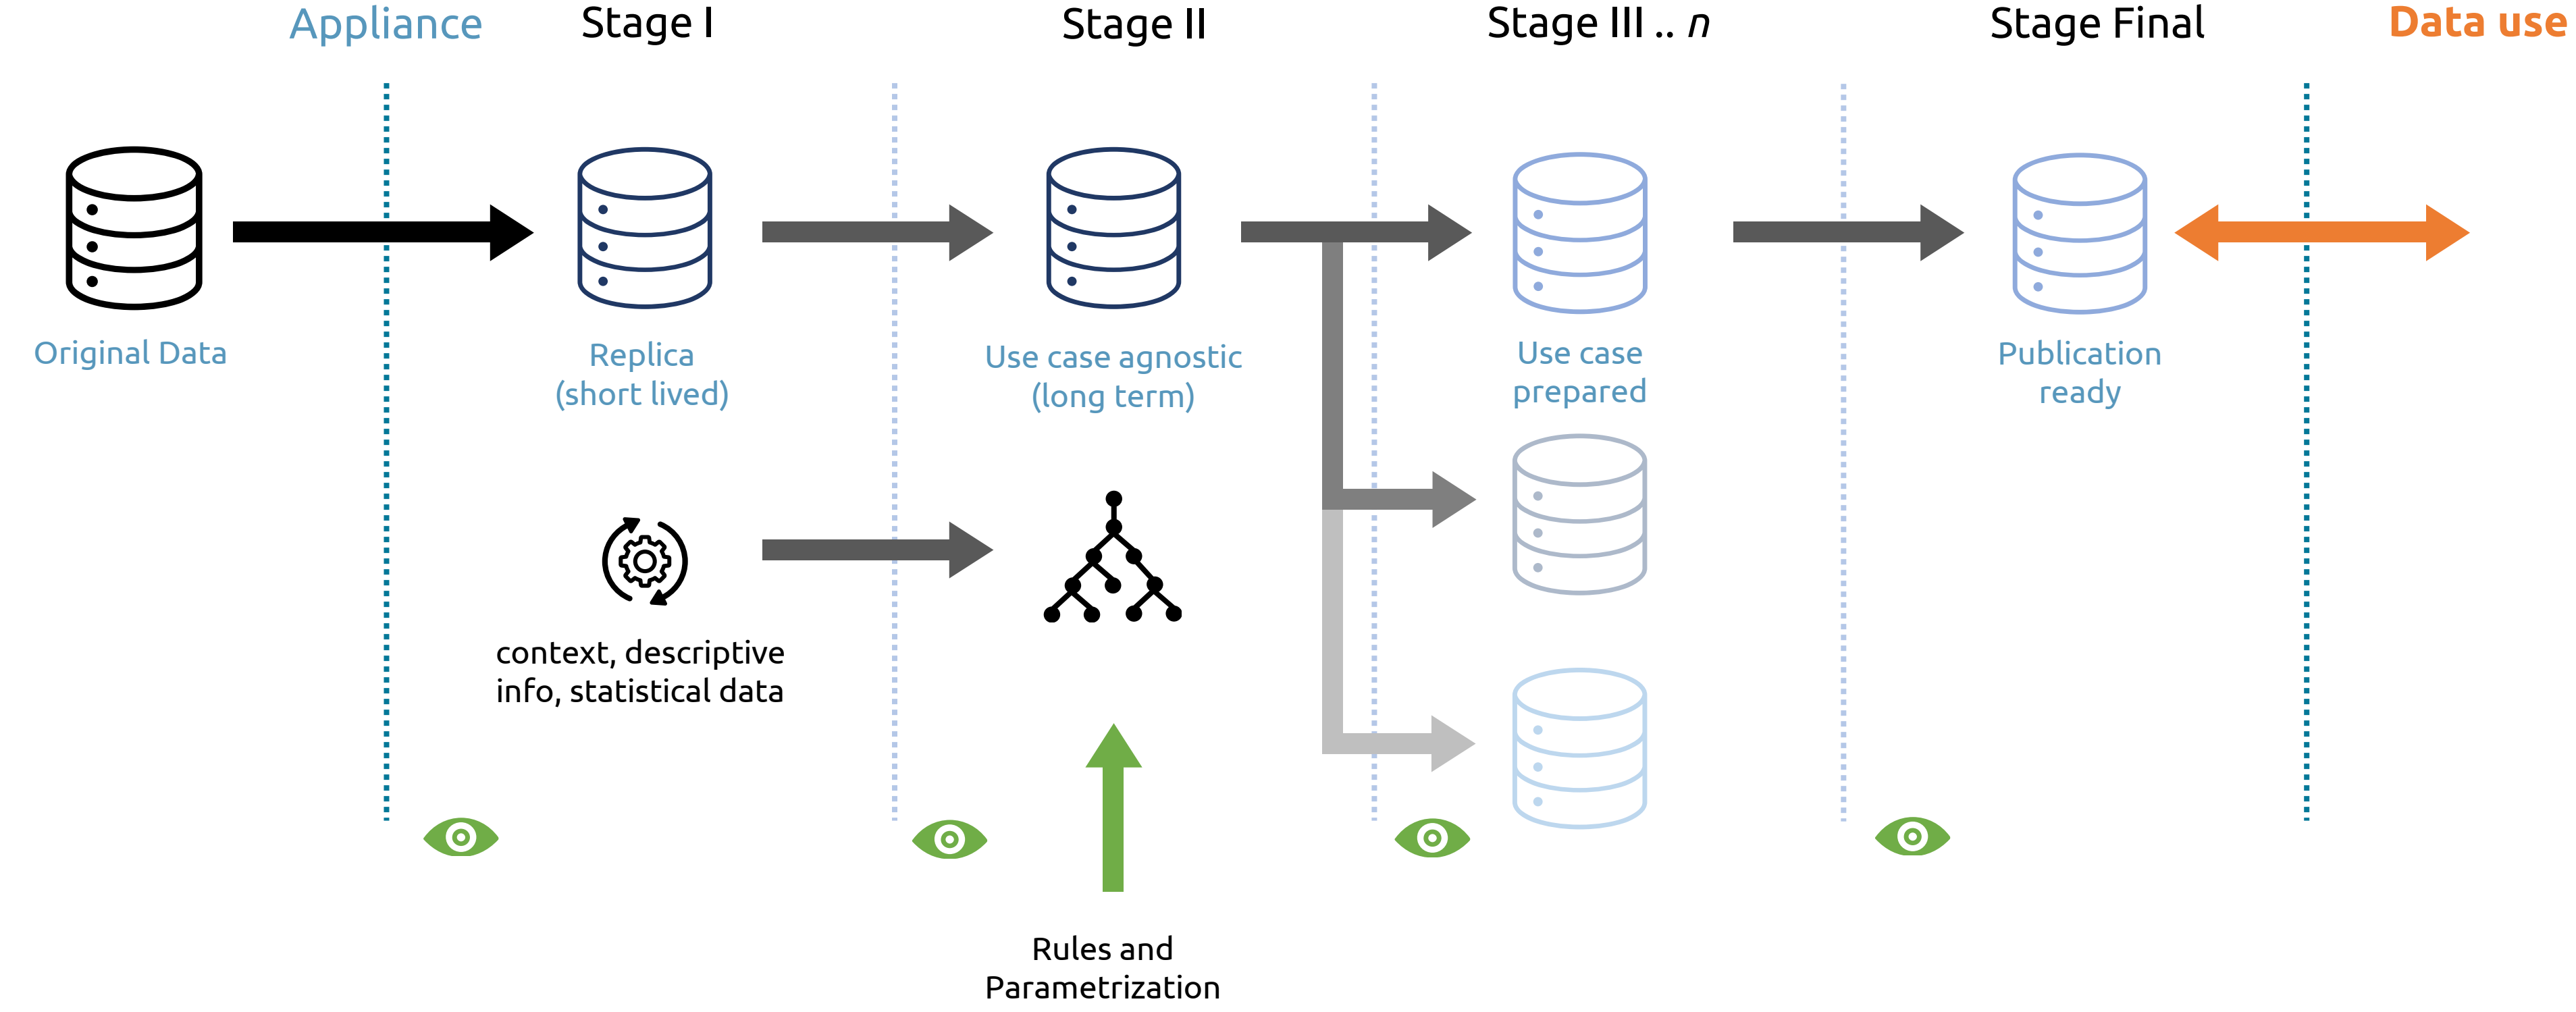 Appliance
Stage I
Stage II
Stage III .. n
Stage Final
Data use
Original Data
Replica
(short lived)
Use case agnostic
(long term)
Use case
prepared
Publication
ready
context, descriptive
info, statistical data
Rules and
Parametrization